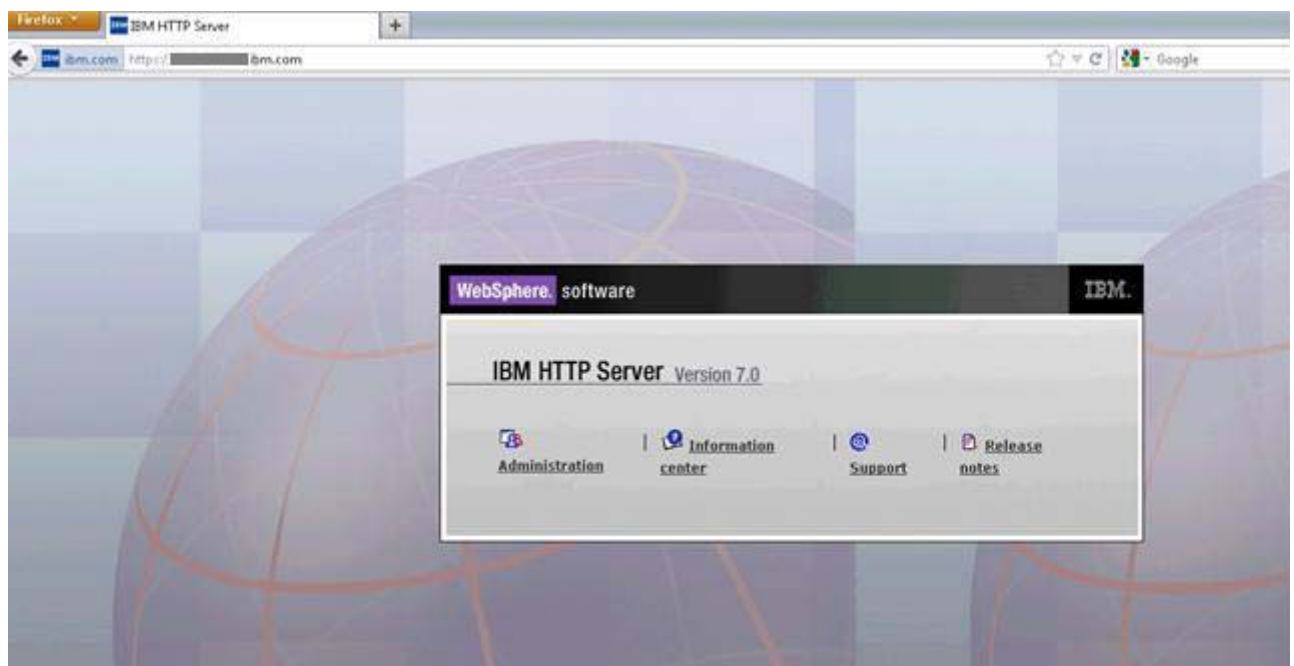 Firefox
IBM HTTP Server
+
ibm.com https:// ibm.com
Google
WebSphere. software
IBM.
IBM HTTP Server Version 7.0
Administration
| Information center
| Support
| Release notes